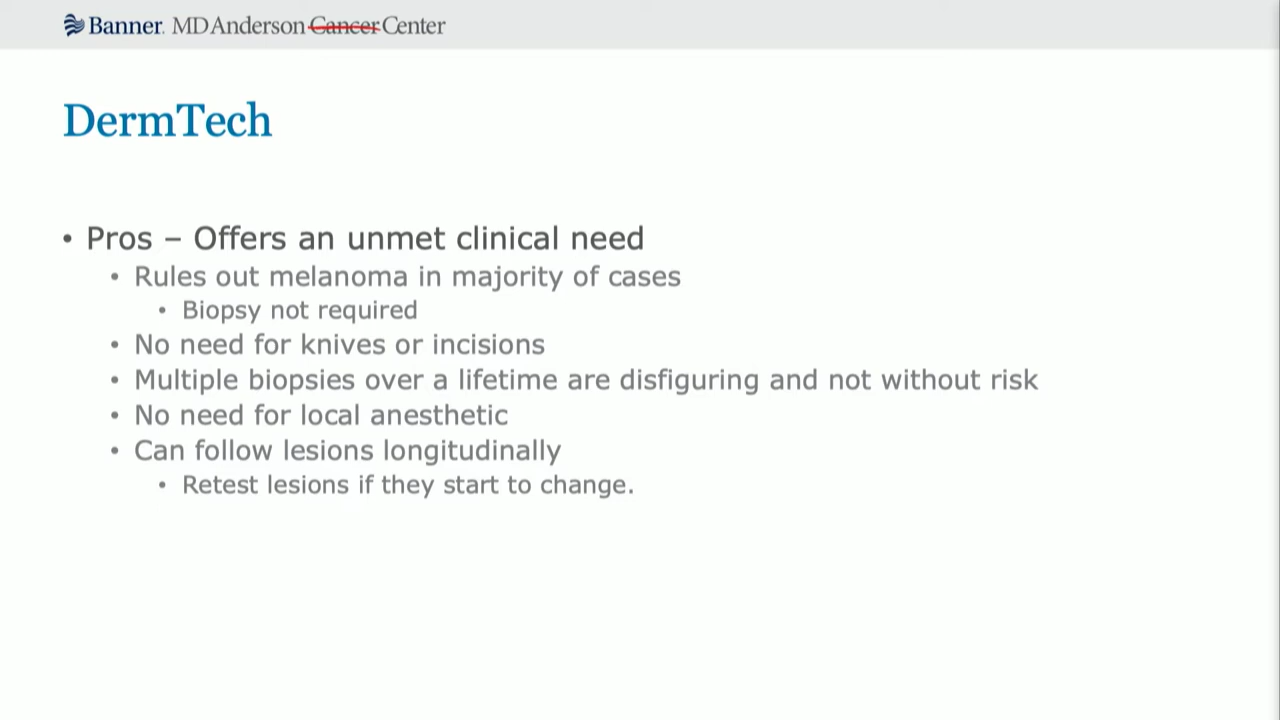 Banner. MDAnderson Cancer Center
DermTech
• Pros – Offers an unmet clinical need
• Rules out melanoma in majority of cases
• Biopsy not required
• No need for knives or incisions
• Multiple biopsies over a lifetime are disfiguring and not without risk
• No need for local anesthetic
• Can follow lesions longitudinally
• Retest lesions if they start to change.